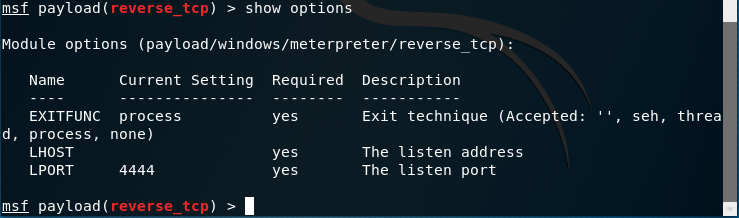 msf payload(reverse_tcp) > show options
Module options (payload/windows/meterpreter/reverse_tcp):
Name Current Setting Required Description
---- --------------- -------- -----------
EXITFUNC process yes Exit technique (Accepted: '', seh, threa
d, process, none)
LHOST yes The listen address
LPORT 4444 yes The listen port
msf payload(reverse_tcp) >